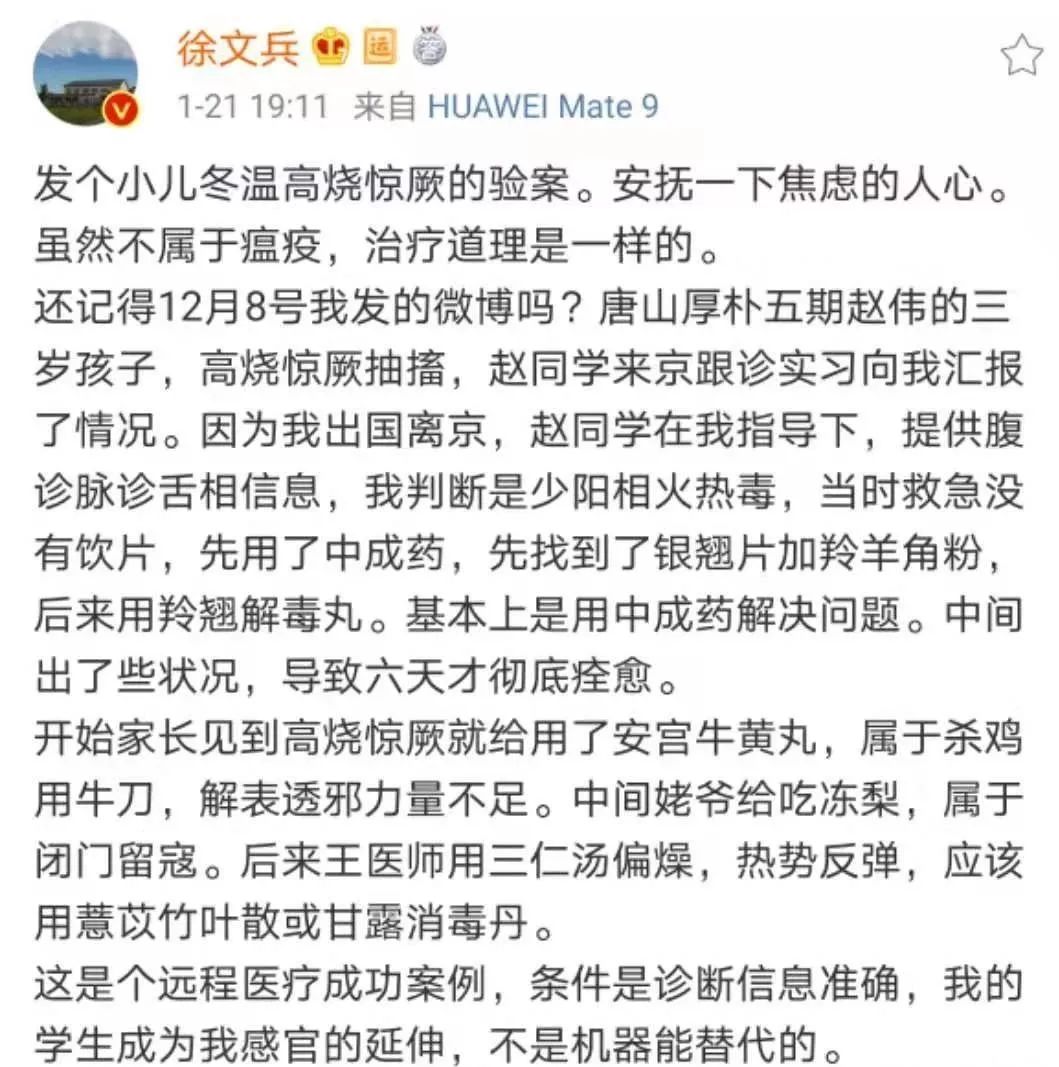 徐文兵
1-21 19:11 来自 HUAWEI Mate 9
发个小儿冬温高烧惊厥的验案。安抚一下焦虑的人心。
虽然不属于瘟疫，治疗道理是一样的。
还记得12月8号我发的微博吗？唐山厚朴五期赵伟的三
岁孩子，高烧惊厥抽搐，赵同学来京跟诊实习向我汇报
了情况。因为我出国离京，赵同学在我指导下，提供腹
诊脉诊舌相信息，我判断是少阳相火热毒，当时救急没
有饮片，先用了中成药，先找到了银翘片加羚羊角粉，
后来用羚翘解毒丸。基本上是用中成药解决问题。中间
出了些状况，导致六天才彻底痊愈。
开始家长见到高烧惊厥就给用了安宫牛黄丸，属于杀鸡
用牛刀，解表透邪力量不足。中间姥爷给吃冻梨，属于
闭门留寇。后来王医师用三仁汤偏燥，热势反弹，应该
用薏苡竹叶散或甘露消毒丹。
这是个远程医疗成功案例，条件是诊断信息准确，我的
学生成为我感官的延伸，不是机器能替代的。